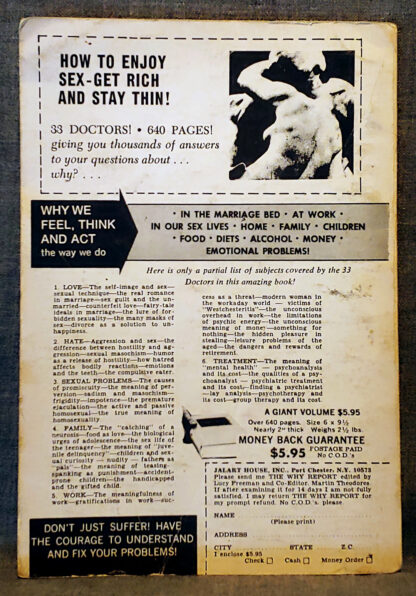 HOW TO ENJOY
SEX-GET RICH
AND STAY THIN!
33 DOCTORS! • 640 PAGES!
giving you thousands of answers
to your questions about . . .
why? . . .
WHY WE
FEEL, THINK
AND ACT
the way we do
• IN THE MARRIAGE BED • AT WORK •
IN OUR SEX LIVES • HOME • FAMILY • CHILDREN
• FOOD • DIETS • ALCOHOL • MONEY •
EMOTIONAL PROBLEMS!
Here is only a partial list of subjects covered by the 33
Doctors in this amazing book!
1. LOVE—The self-image and sex—
sexual technique—the real romance
in marriage—sex guilt and the un-
married—counterfeit love—fairy-tale
ideals in marriage—the lure of for-
bidden sexuality—the many masks of
sex—divorce as a solution to un-
happiness.
2. HATE—Aggression and sex—the
difference between hostility and ag-
gression—sexual masochism—humor
as a release of hostility—how hatred
affects bodily reactions—emotions
and the teeth—the compulsive eater.
3. SEXUAL PROBLEMS—The causes
of promiscuity—the meaning of per-
version—sadism and masochism—
frigidity—impotence—the premature
ejaculation—the active and passive
homosexual—the true meaning of
homosexuality
4. FAMILY—The "catching" of a
neurosis—food as love—the biological
urges of adolescence—the sex life of
the teenager—the meaning of "juve-
nile delinquency"—children and sex-
ual curiosity — nudity — fathers as
"pals"—the meaning of teasing—
spanking as punishment—accident-
prone children—the handicapped
and the gifted child.
5. WORK—The meaningfulness of
work—gratifications in work—suc-
cess as a threat—modern woman in
the workaday world — victims of
"Westchesteritis"—the unconscious
overhead in work—the limitations
of psychic energy—the unconscious
meaning of money—something for
nothing—the hidden pleasure in
stealing—leisure problems of the
aged—the dangers and rewards of
retirement.
6. TREATMENT—The meaning of
"mental health" — psychoanalysis
and its cost—the qualities of a psy-
choanalyst — psychiatric treatment
and its cost—finding a psychiatrist
—lay analysis—psychotherapy and
its cost—group therapy and its cost.
A GIANT VOLUME $5.95
Over 640 pages. Size 6 x 9½
Nearly 2" thick Weighs 2½ lbs.
MONEY BACK GUARANTEE
$5.95 POSTAGE PAID
No C.O.D's
JALART HOUSE, INC., Port Chester, N.Y. 10573
Please send me THE WHY REPORT edited by
Lucy Freeman and Co-Editor, Martin Theodores
If after examining it for 14 days I am not fully
satisfied, I may return THE WHY REPORT for
my prompt refund. No C.O.D.'s. please.
NAME
(Please print)
ADDRESS
CITY STATE Z.C.
I enclose $5.95
Check Cash Money Order
DON'T JUST SUFFER! HAVE
THE COURAGE TO UNDERSTAND
AND FIX YOUR PROBLEMS!